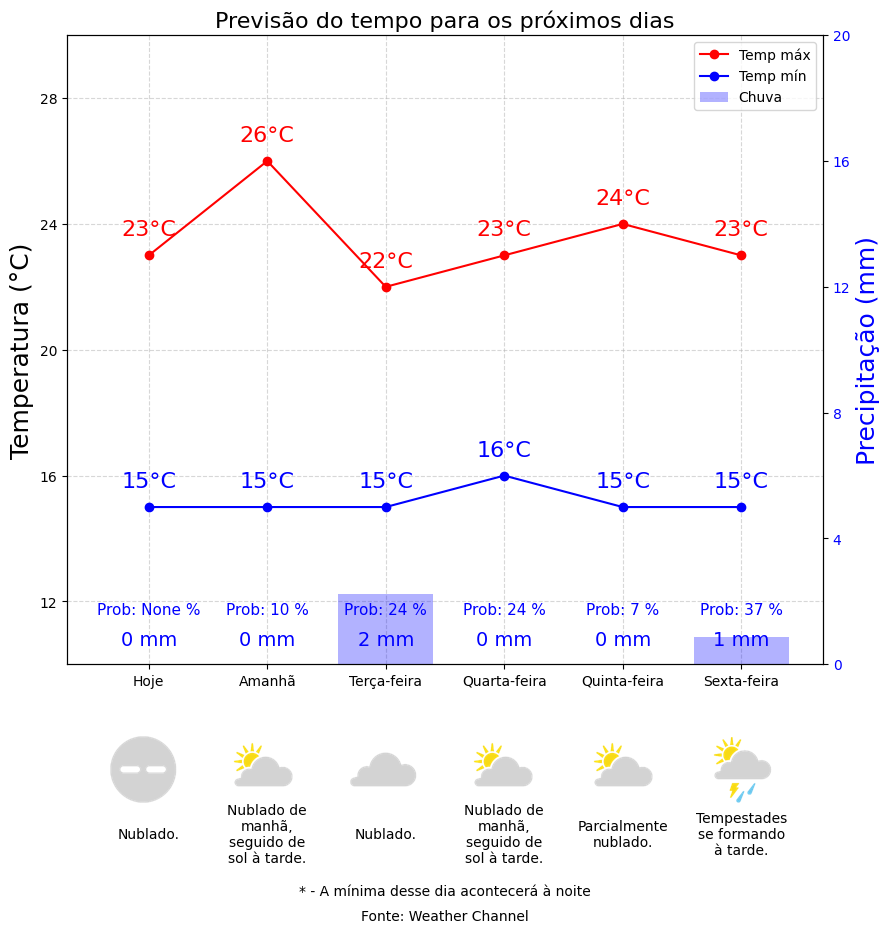 Previsão do tempo para os próximos dias
Temp máx
Temp mín
Chuva
Temperatura (°C)
28
24
20
16
12
Precipitação (mm)
20
16
12
8
4
0
23°C 26°C 22°C 23°C 24°C 23°C
15°C 15°C 15°C 16°C 15°C 15°C
Prob: None % Prob: 10 % Prob: 24 % Prob: 24 % Prob: 7 % Prob: 37 %
0 mm 0 mm 2 mm 0 mm 0 mm 1 mm
Hoje Amanhã Terça-feira Quarta-feira Quinta-feira Sexta-feira
Nublado.
Nublado de
manhã,
seguido de
sol à tarde.
Nublado.
Nublado de
manhã,
seguido de
sol à tarde.
Parcialmente
nublado.
Tempestades
se formando
à tarde.
* - A mínima desse dia acontecerá à noite
Fonte: Weather Channel